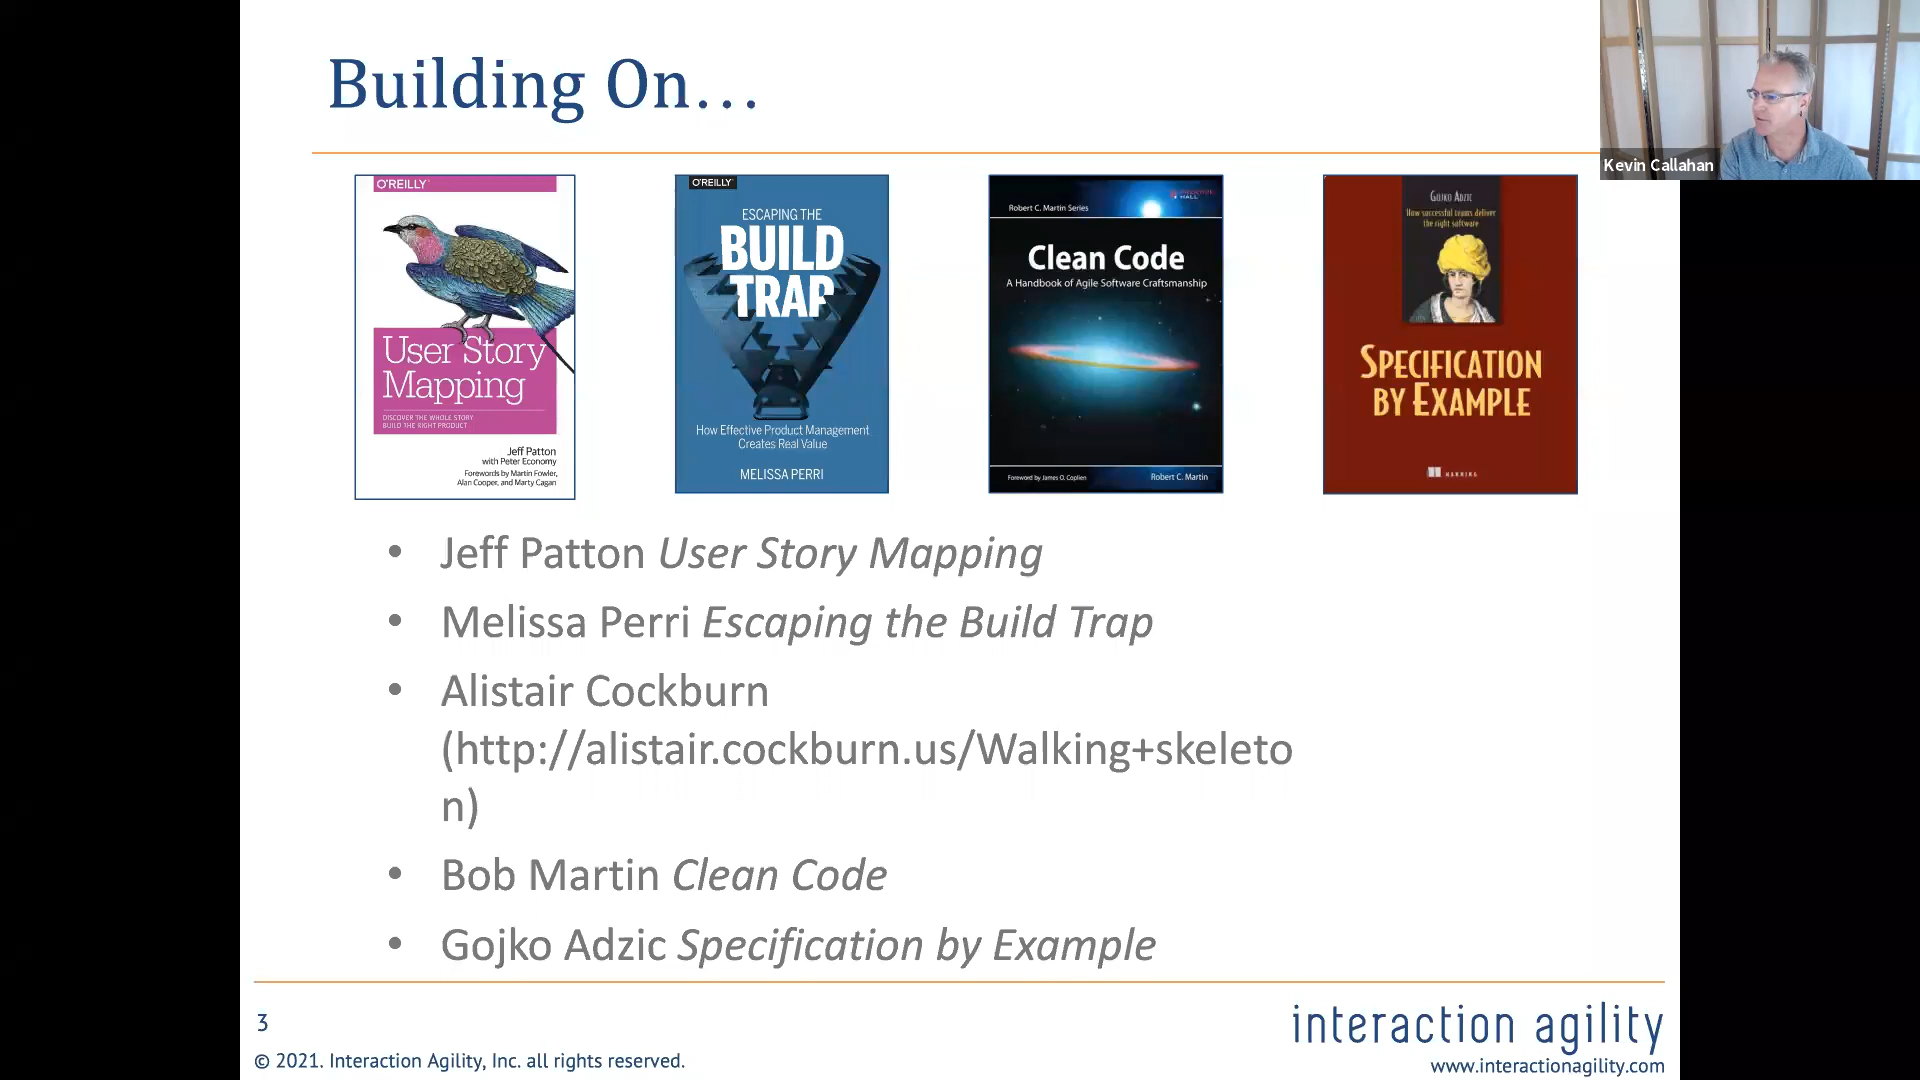 Building On...
Kevin Callahan
O'REILLY
User Story
Mapping
DISCOVER THE WHOLE STORY
BUILD THE RIGHT PRODUCT
Jeff Patton
with Peter Economy
Forewords by Martin Fowler,
Alan Cooper, and Marty Cagan
O'REILLY
ESCAPING THE
BUILD
TRAP
How Effective Product Management
Creates Real Value
MELISSA PERRI
PRENTICE
HALL
Robert C. Martin Series
Clean Code
A Handbook of Agile Software Craftsmanship
Foreword by James O. Coplien
Robert C. Martin
GOJKO ADZIC
How successful teams deliver
the right software
SPECIFICATION
BY EXAMPLE
MANNING
• Jeff Patton User Story Mapping
• Melissa Perri Escaping the Build Trap
• Alistair Cockburn
(http://alistair.cockburn.us/Walking+skeleto
n)
• Bob Martin Clean Code
• Gojko Adzic Specification by Example
3
© 2021. Interaction Agility, Inc. all rights reserved.
interaction agility
www.interactionagility.com